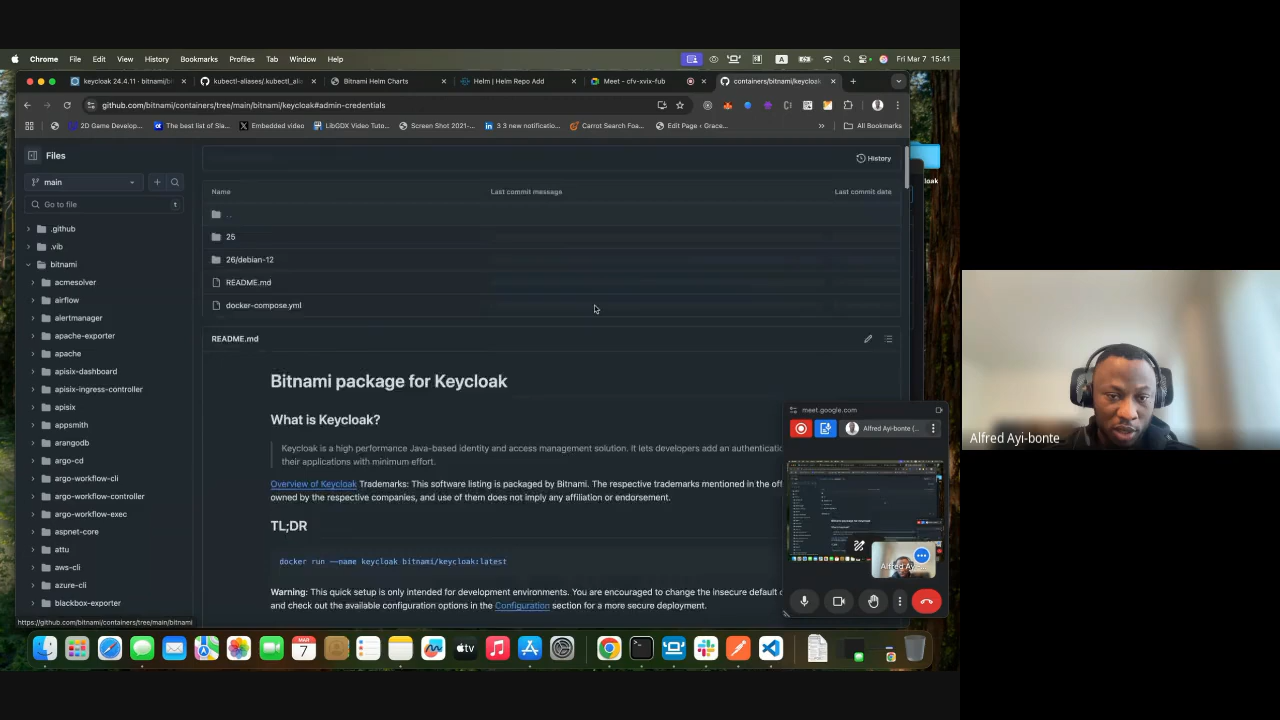 Chrome File Edit View History Bookmarks Profiles Tab Window Help Fri Mar 7 15:41
keycloak 24.4.11 · bitnami/bi kubectl-aliases/.kubectl_alia Bitnami Helm Charts Helm | Helm Repo Add Meet - cfv-xvix-fub containers/bitnami/keycloak
github.com/bitnami/containers/tree/main/bitnami/keycloak#admin-credentials
2D Game Develop... The best list of Sla... Embedded video LibGDX Video Tuto... Screen Shot 2021-... 3 3 new notificatio... Carrot Search Foa... Edit Page ‹ Grace... » All Bookmarks
Files
main
Go to file t
.github
.vib
bitnami
acmesolver
airflow
alertmanager
apache-exporter
apache
apisix-dashboard
apisix-ingress-controller
apisix
appsmith
arangodb
argo-cd
argo-workflow-cli
argo-workflow-controller
argo-workflow-exec
aspnet-core
attu
aws-cli
azure-cli
blackbox-exporter
https://github.com/bitnami/containers/tree/main/bitnami
History
Name Last commit message Last commit date
..
25
26/debian-12
README.md
docker-compose.yml
README.md
Bitnami package for Keycloak
What is Keycloak?
Keycloak is a high performance Java-based identity and access management solution. It lets developers add an authenticati
their applications with minimum effort.
Overview of Keycloak Trademarks: This software listing is packaged by Bitnami. The respective trademarks mentioned in the off
owned by the respective companies, and use of them does not imply any affiliation or endorsement.
TL;DR
docker run --name keycloak bitnami/keycloak:latest
Warning: This quick setup is only intended for development environments. You are encouraged to change the insecure default c
and check out the available configuration options in the Configuration section for a more secure deployment.
loak
meet.google.com
Alfred Ayi-bonte (...
Alfred Ay
Alfred Ayi-bonte